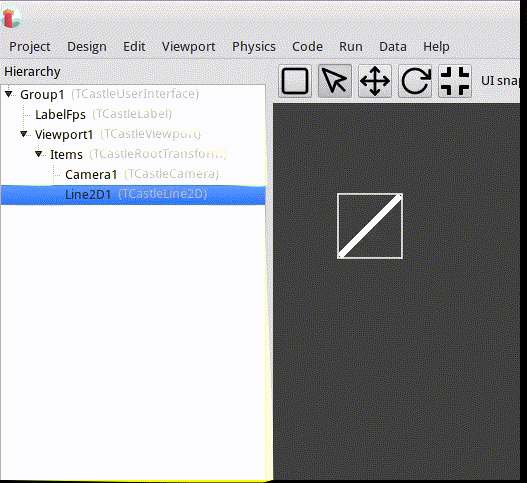 Project Design Edit Viewport Physics Code Run Data Help
Hierarchy
UI snap
Group1 (TCastleUserInterface)
LabelFps (TCastleLabel)
Viewport1 (TCastleViewport)
Items (TCastleRootTransform)
Camera1 (TCastleCamera)
Line2D1 (TCastleLine2D)